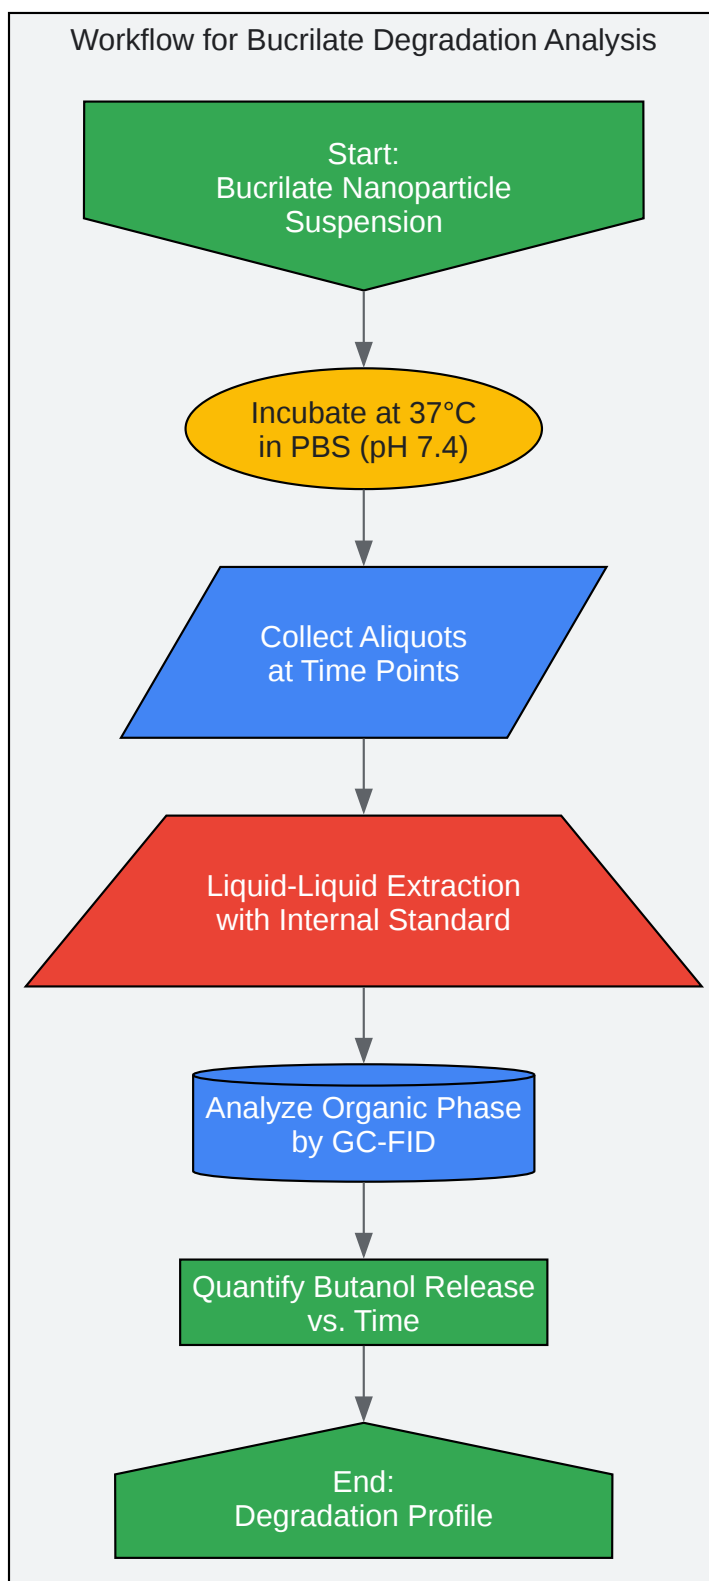 Workflow for Bucrilate Degradation Analysis
Start:
Bucrilate Nanoparticle
Suspension
Incubate at 37°C
in PBS (pH 7.4)
Collect Aliquots
at Time Points
Liquid-Liquid Extraction
with Internal Standard
Analyze Organic Phase
by GC-FID
Quantify Butanol Release
vs. Time
End:
Degradation Profile